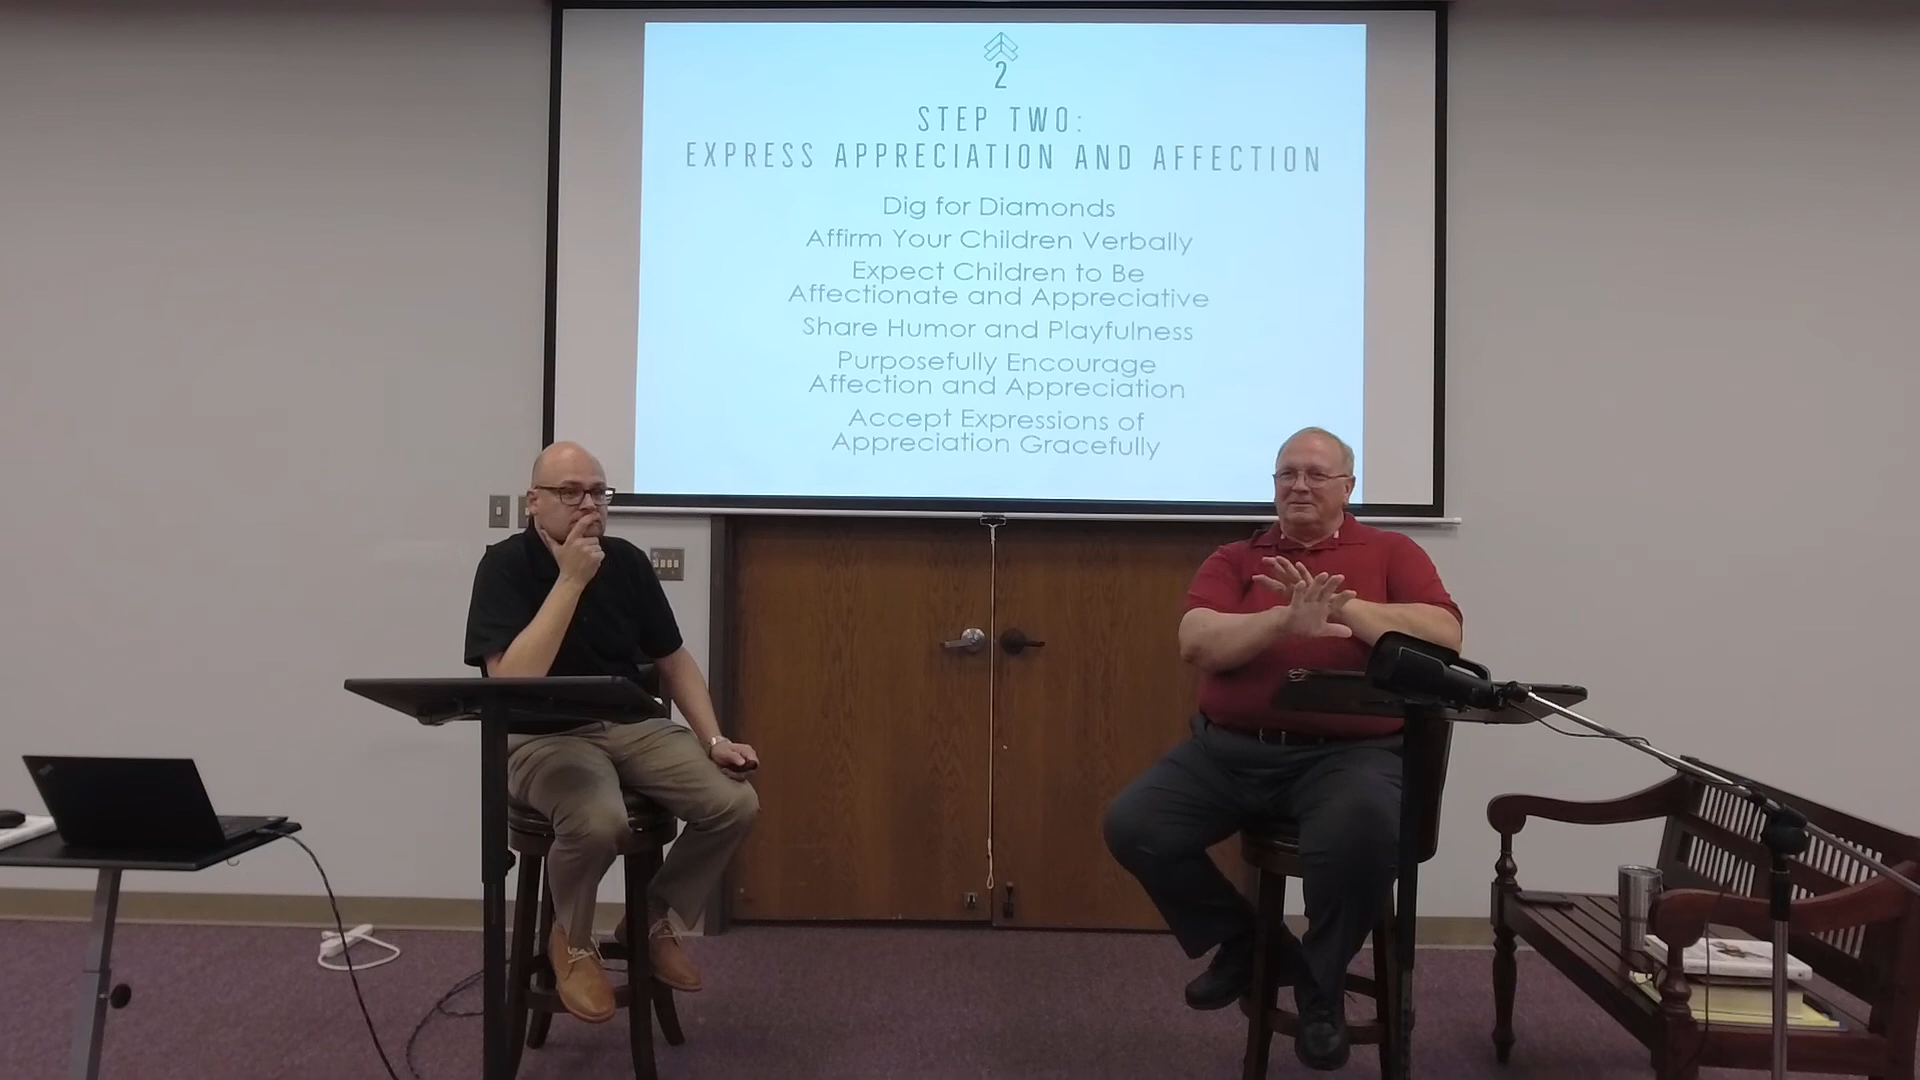 2
STEP TWO:
EXPRESS APPRECIATION AND AFFECTION
Dig for Diamonds
Affirm Your Children Verbally
Expect Children to Be
Affectionate and Appreciative
Share Humor and Playfulness
Purposefully Encourage
Affection and Appreciation
Accept Expressions of
Appreciation Gracefully